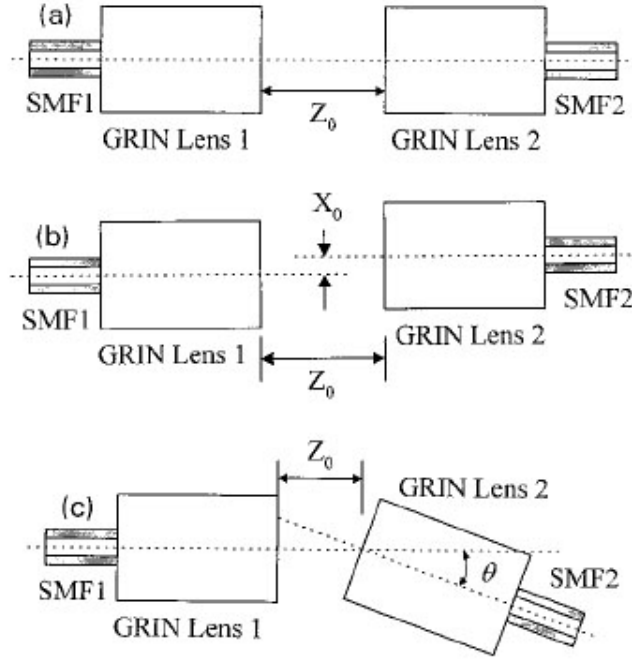 (a)
SMF1
SMF2
Z₀
GRIN Lens 1
GRIN Lens 2
X₀
(b)
SMF1
SMF2
GRIN Lens 1
GRIN Lens 2
Z₀
Z₀
GRIN Lens 2
(c)
θ
SMF2
SMF1
GRIN Lens 1